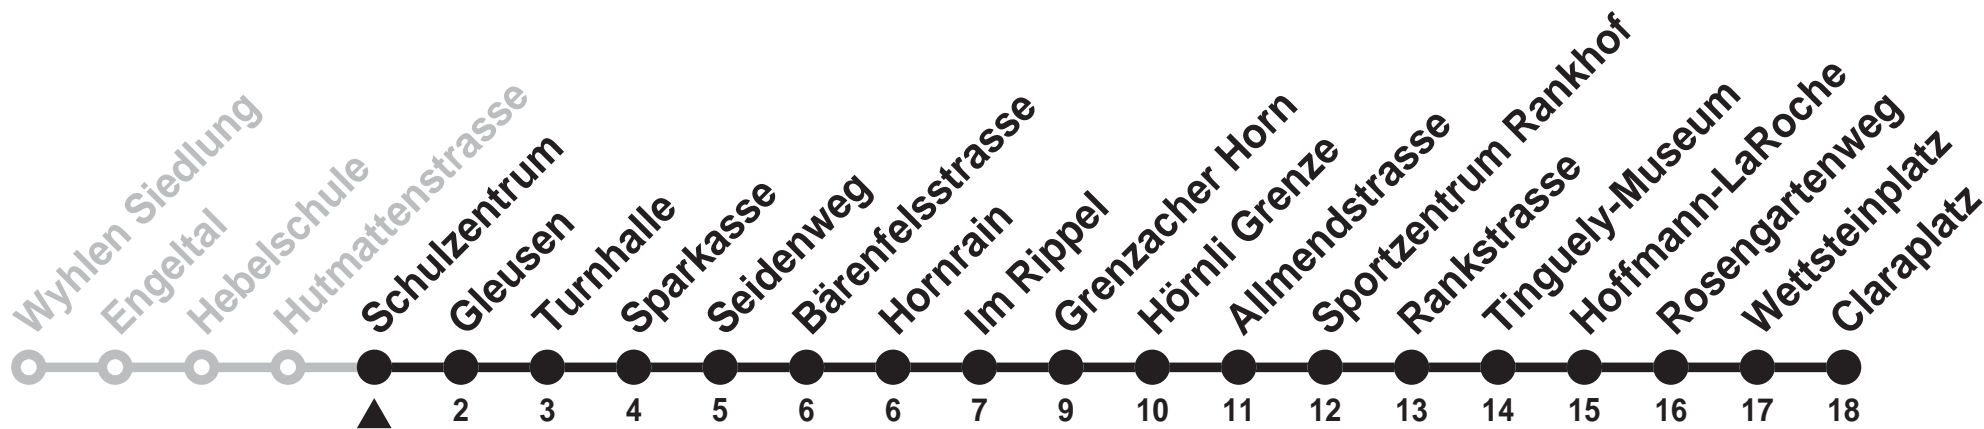 Wyhlen Siedlung
Engeltal
Hebelschule
Hutmattenstrasse
Schulzentrum
Gleusen
Turnhalle
Sparkasse
Seidenweg
Bärenfelsstrasse
Hornrain
Im Rippel
Grenzacher Horn
Hörnli Grenze
Allmendstrasse
Sportzentrum Rankhof
Rankstrasse
Tinguely-Museum
Hoffmann-LaRoche
Rosengartenweg
Wettsteinplatz
Claraplatz
2 3 4 5 6 6 7 9 10 11 12 13 14 15 16 17 18